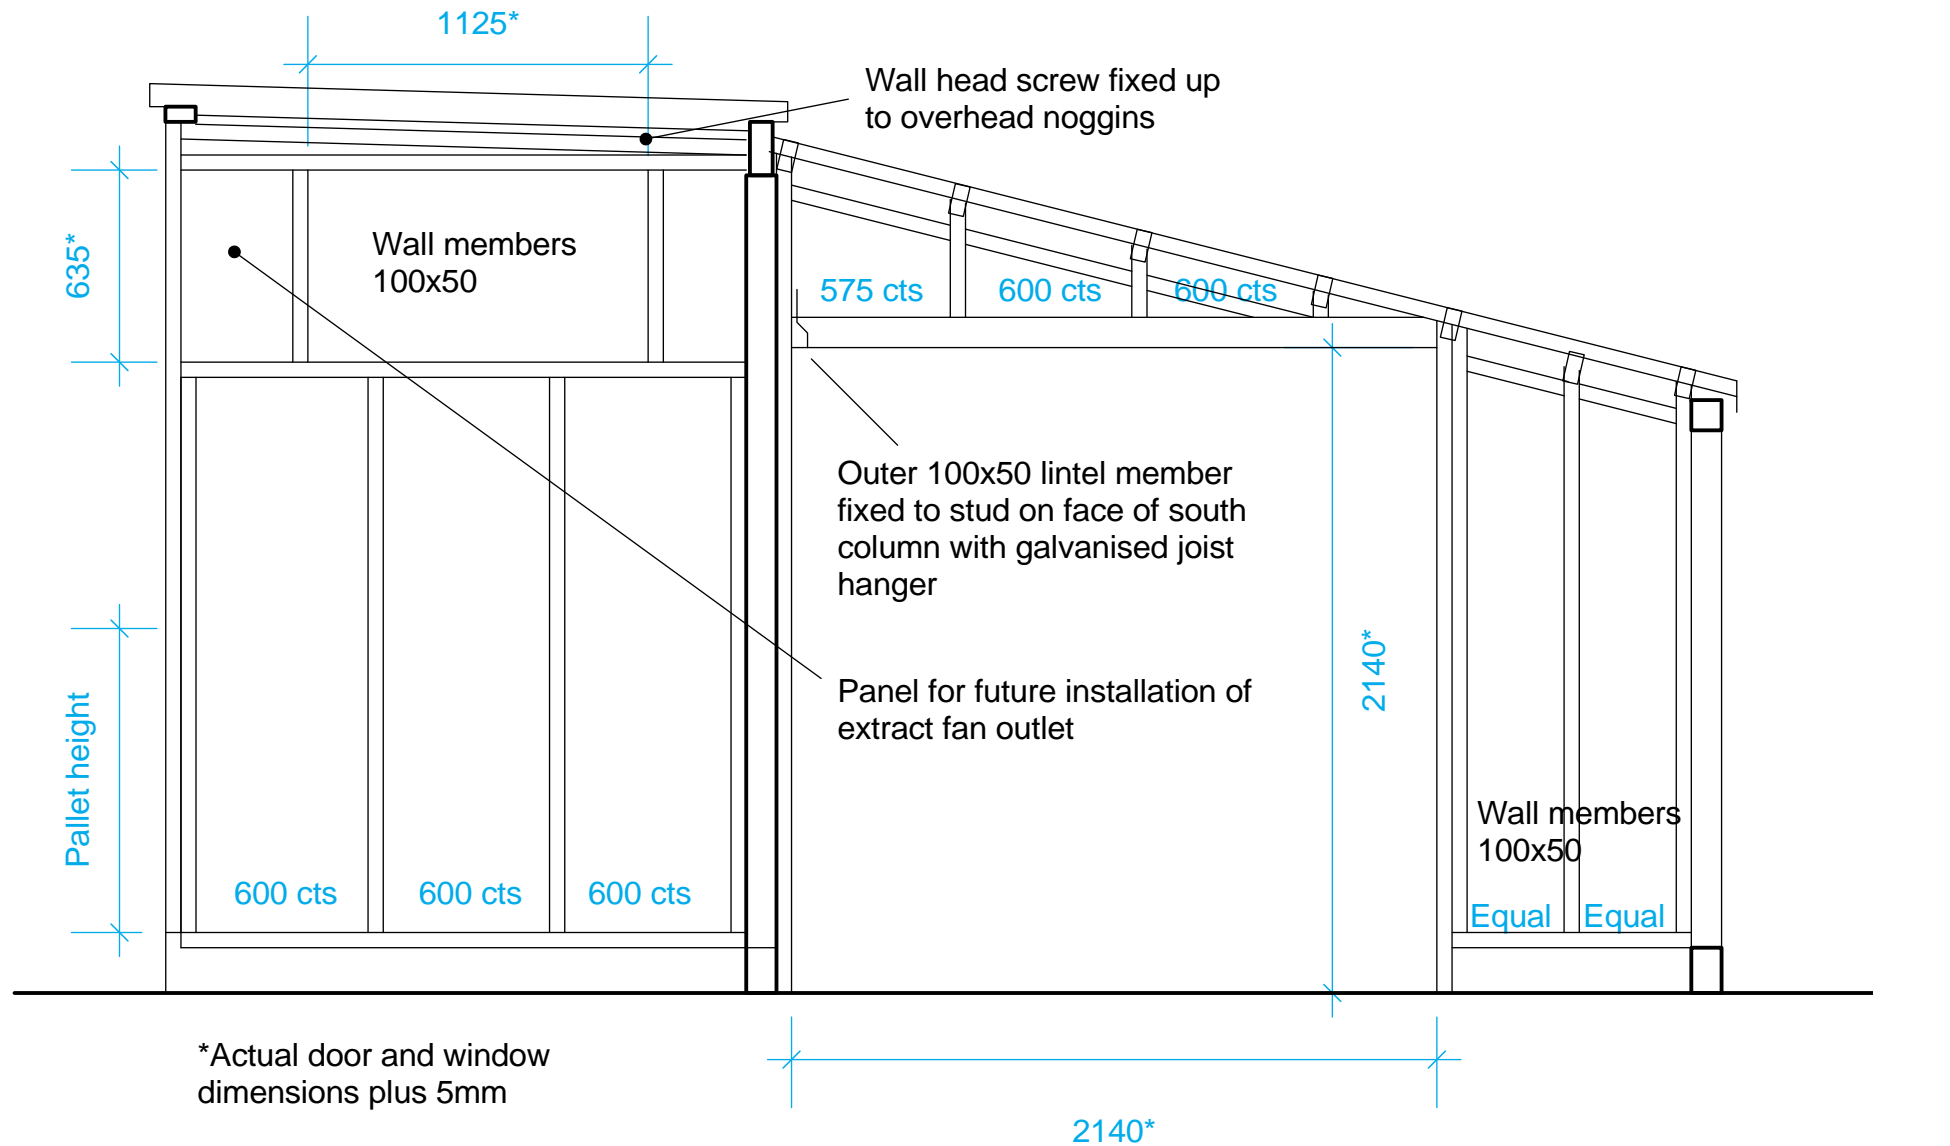 1125*
Wall head screw fixed up
to overhead noggins
635*
Wall members
100x50
575 cts
600 cts
600 cts
Outer 100x50 lintel member
fixed to stud on face of south
column with galvanised joist
hanger
2140*
Panel for future installation of
extract fan outlet
Pallet height
Wall members
100x50
600 cts
600 cts
600 cts
Equal
Equal
*Actual door and window
dimensions plus 5mm
2140*